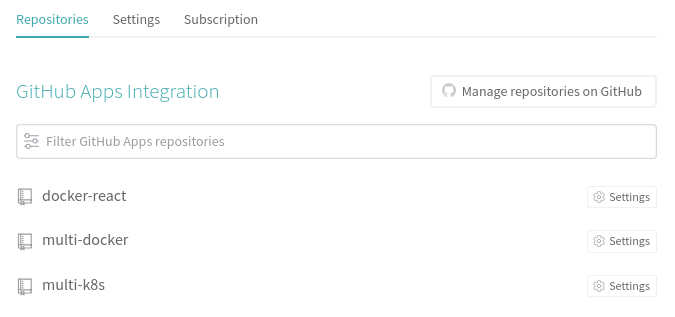 Repositories Settings Subscription
GitHub Apps Integration Manage repositories on GitHub
Filter GitHub Apps repositories
docker-react Settings
multi-docker Settings
multi-k8s Settings